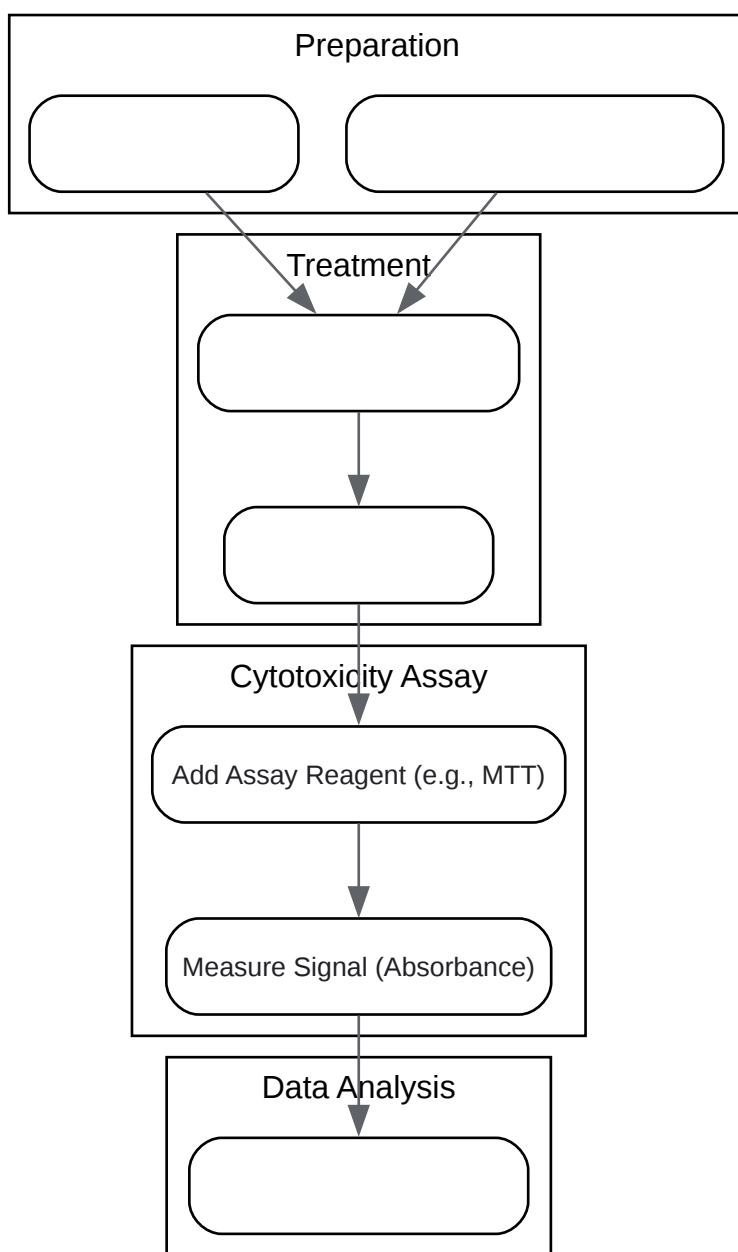 Preparation
Treatment
Cytotoxicity Assay
Add Assay Reagent (e.g., MTT)
Measure Signal (Absorbance)
Data Analysis